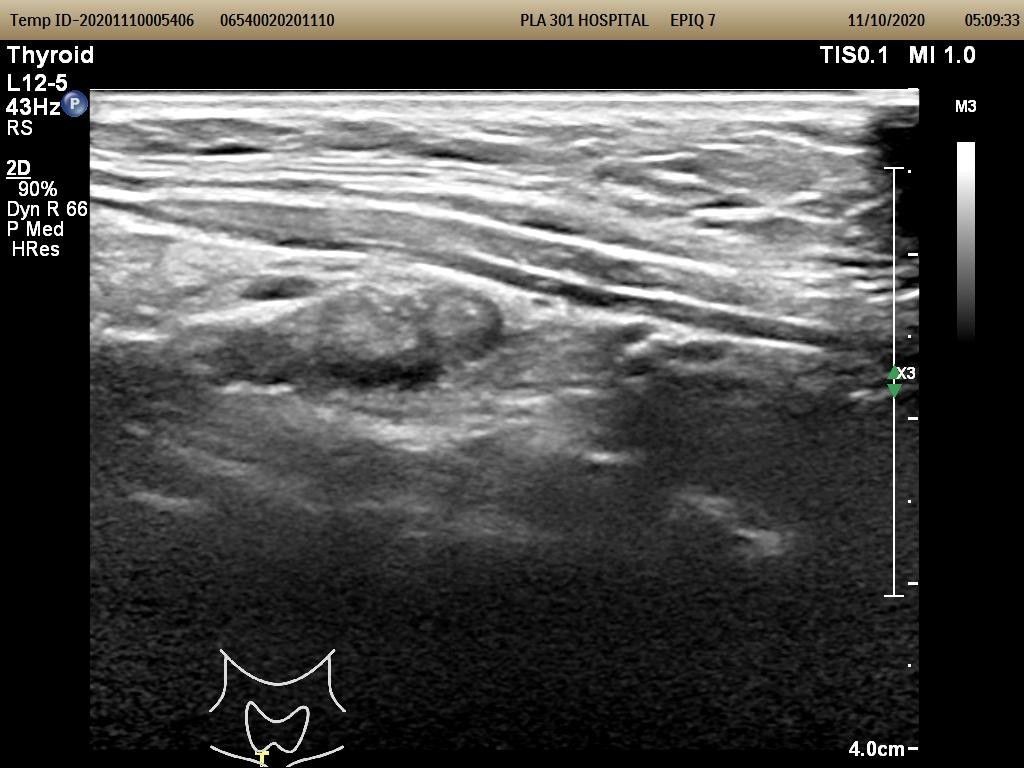 Temp ID-20201110005406 06540020201110 PLA 301 HOSPITAL EPIQ 7 11/10/2020 05:09:33
Thyroid TIS0.1 MI 1.0
L12-5
43Hz P
RS M3
2D
90%
Dyn R 66
P Med
HRes
X3
4.0cm
T